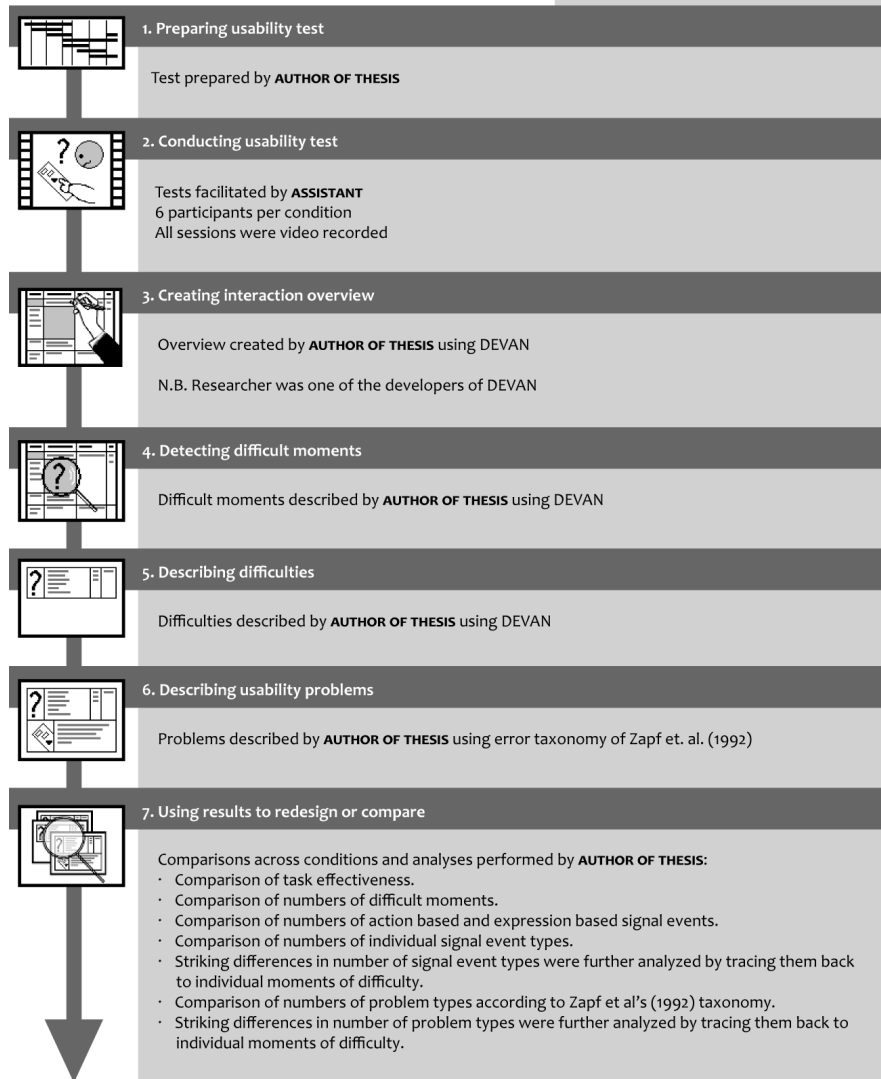 1. Preparing usability test
Test prepared by AUTHOR OF THESIS
?
2. Conducting usability test
Tests facilitated by ASSISTANT
6 participants per condition
All sessions were video recorded
3. Creating interaction overview
Overview created by AUTHOR OF THESIS using DEVAN
N.B. Researcher was one of the developers of DEVAN
?
4. Detecting difficult moments
Difficult moments described by AUTHOR OF THESIS using DEVAN
?
5. Describing difficulties
Difficulties described by AUTHOR OF THESIS using DEVAN
?
6. Describing usability problems
Problems described by AUTHOR OF THESIS using error taxonomy of Zapf et. al. (1992)
?
7. Using results to redesign or compare
Comparisons across conditions and analyses performed by AUTHOR OF THESIS:
· Comparison of task effectiveness.
· Comparison of numbers of difficult moments.
· Comparison of numbers of action based and expression based signal events.
· Comparison of numbers of individual signal event types.
· Striking differences in number of signal event types were further analyzed by tracing them back
to individual moments of difficulty.
· Comparison of numbers of problem types according to Zapf et al's (1992) taxonomy.
· Striking differences in number of problem types were further analyzed by tracing them back to
individual moments of difficulty.